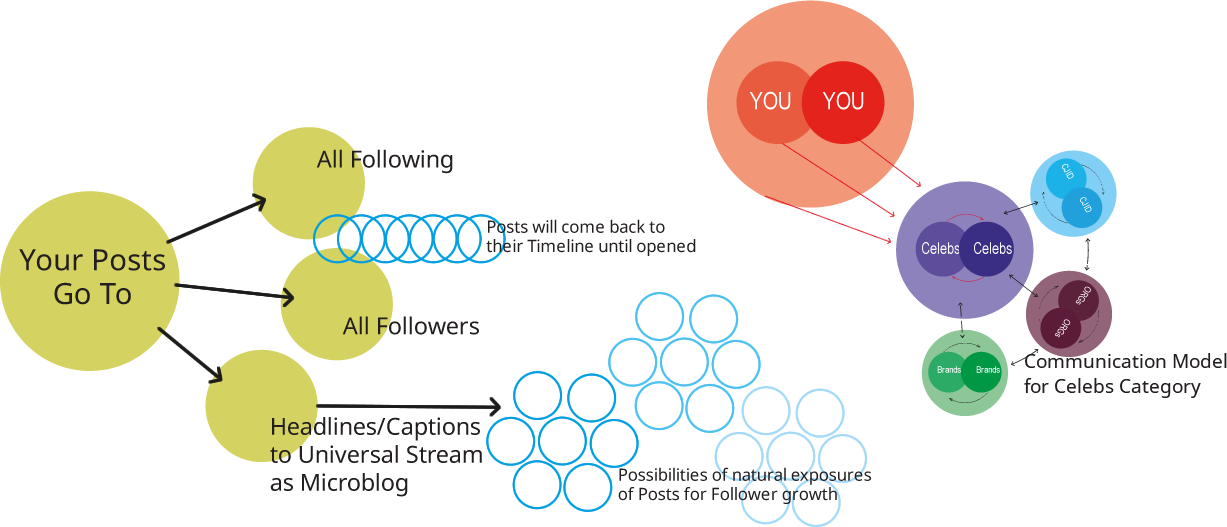 Your Posts
Go To
All Following
Posts will come back to
their Timeline until opened
All Followers
Headlines/Captions
to Universal Stream
as Microblog
Possibilities of natural exposures
of Posts for Follower growth
YOU YOU
Celebs Celebs
CJID
CJID
ORGs
ORGs
Brands Brands
Communication Model
for Celebs Category